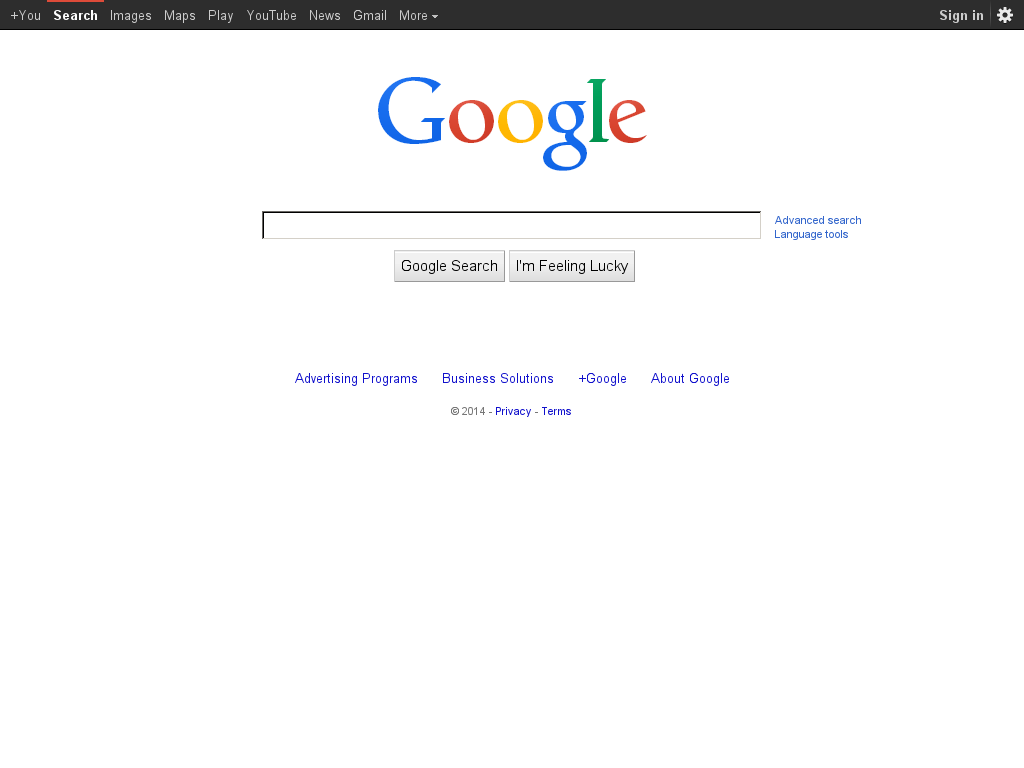 +You Search Images Maps Play YouTube News Gmail More Sign in
Google
Advanced search
Language tools
Google Search I'm Feeling Lucky
Advertising Programs Business Solutions +Google About Google
© 2014 - Privacy - Terms